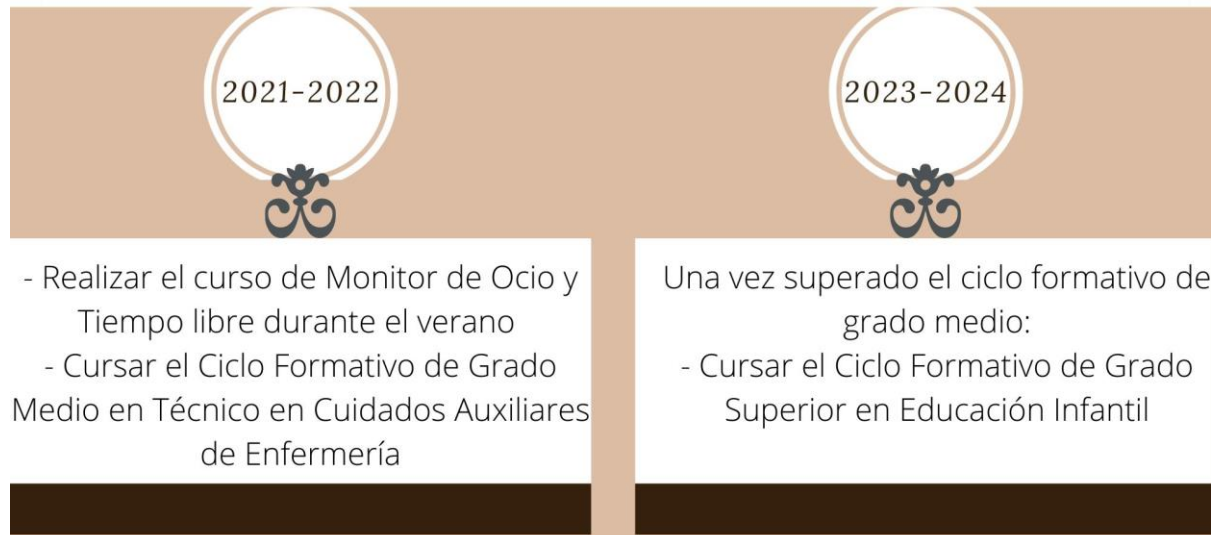 2021-2022
- Realizar el curso de Monitor de Ocio y
Tiempo libre durante el verano
- Cursar el Ciclo Formativo de Grado
Medio en Técnico en Cuidados Auxiliares
de Enfermería
2023-2024
Una vez superado el ciclo formativo de
grado medio:
- Cursar el Ciclo Formativo de Grado
Superior en Educación Infantil